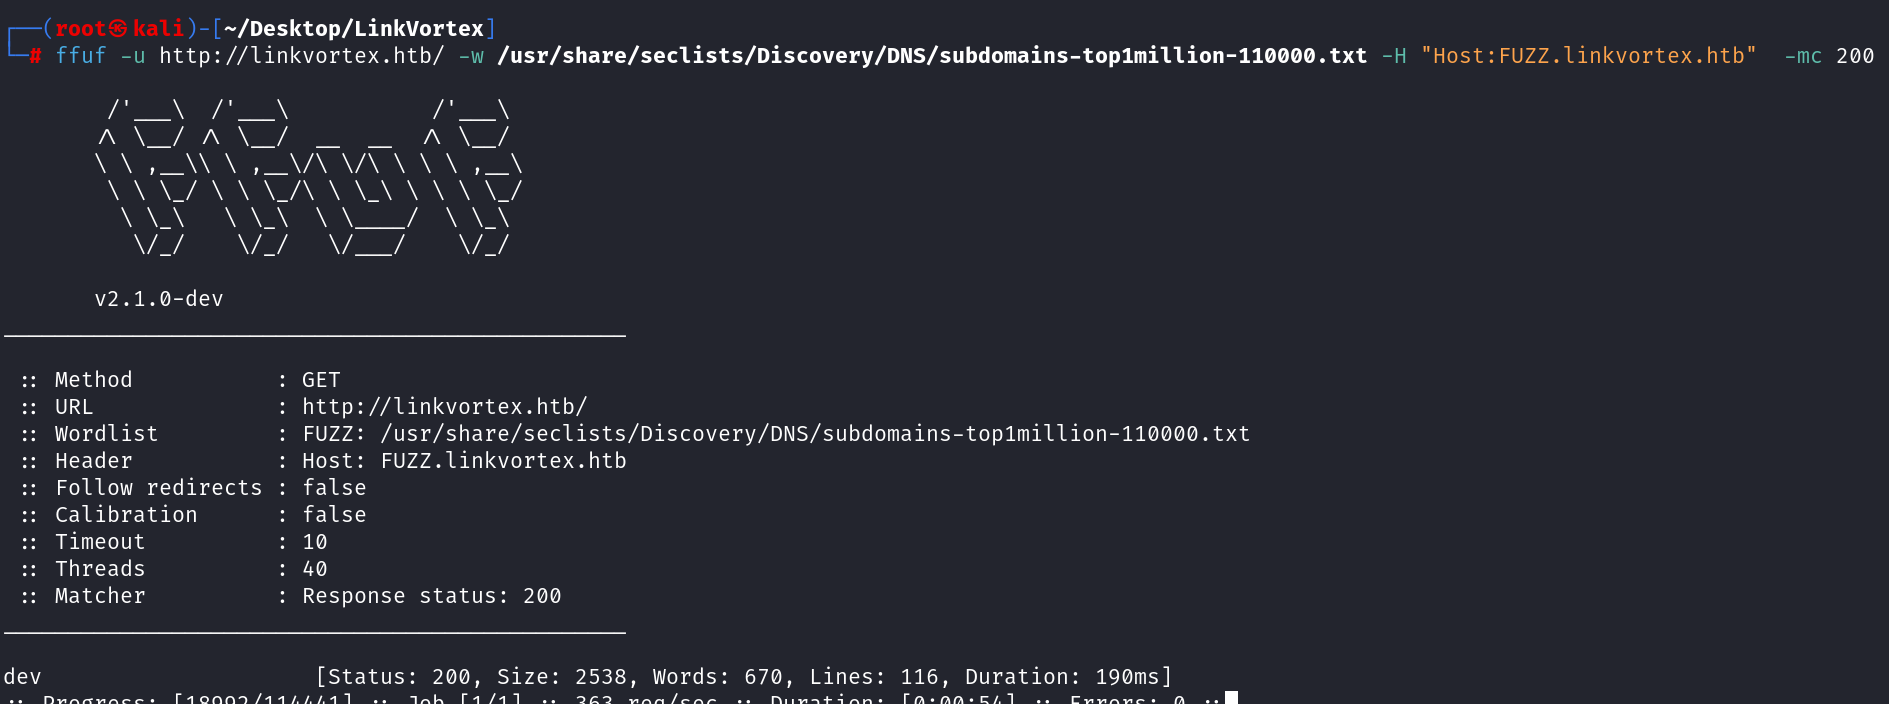 ┌──(root㉿kali)-[~/Desktop/LinkVortex]
└─# ffuf -u http://linkvortex.htb/ -w /usr/share/seclists/Discovery/DNS/subdomains-top1million-110000.txt -H "Host:FUZZ.linkvortex.htb"  -mc 200
        /'___\  /'___\           /'___\
       /\ \__/ /\ \__/  __  __  /\ \__/
       \ \ ,__\\ \ ,__\/\ \/\ \ \ \ ,__\
        \ \ \_/ \ \ \_/\ \ \_\ \ \ \ \_/
         \ \_\   \ \_\  \ \____/  \ \_\
          \/_/    \/_/   \/___/    \/_/
       v2.1.0-dev
________________________________________________
 :: Method           : GET
 :: URL              : http://linkvortex.htb/
 :: Wordlist         : FUZZ: /usr/share/seclists/Discovery/DNS/subdomains-top1million-110000.txt
 :: Header           : Host: FUZZ.linkvortex.htb
 :: Follow redirects : false
 :: Calibration      : false
 :: Timeout          : 10
 :: Threads          : 40
 :: Matcher          : Response status: 200
________________________________________________
dev                     [Status: 200, Size: 2538, Words: 670, Lines: 116, Duration: 190ms]
:: Progress: [18992/114441] :: Job [1/1] :: 363 req/sec :: Duration: [0:00:54] :: Errors: 0 ::